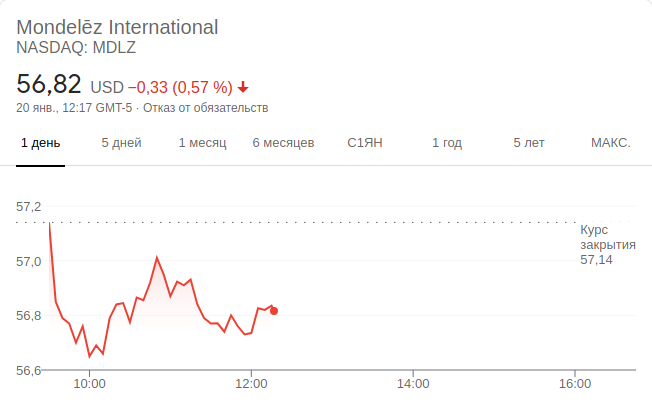 Mondelēz International
NASDAQ: MDLZ
56,82 USD −0,33 (0,57 %)
20 янв., 12:17 GMT-5 · Отказ от обязательств
1 день 5 дней 1 месяц 6 месяцев С1ЯН 1 год 5 лет МАКС.
57,2
Курс
закрытия
57,14
57,0
56,8
56,6
10:00 12:00 14:00 16:00